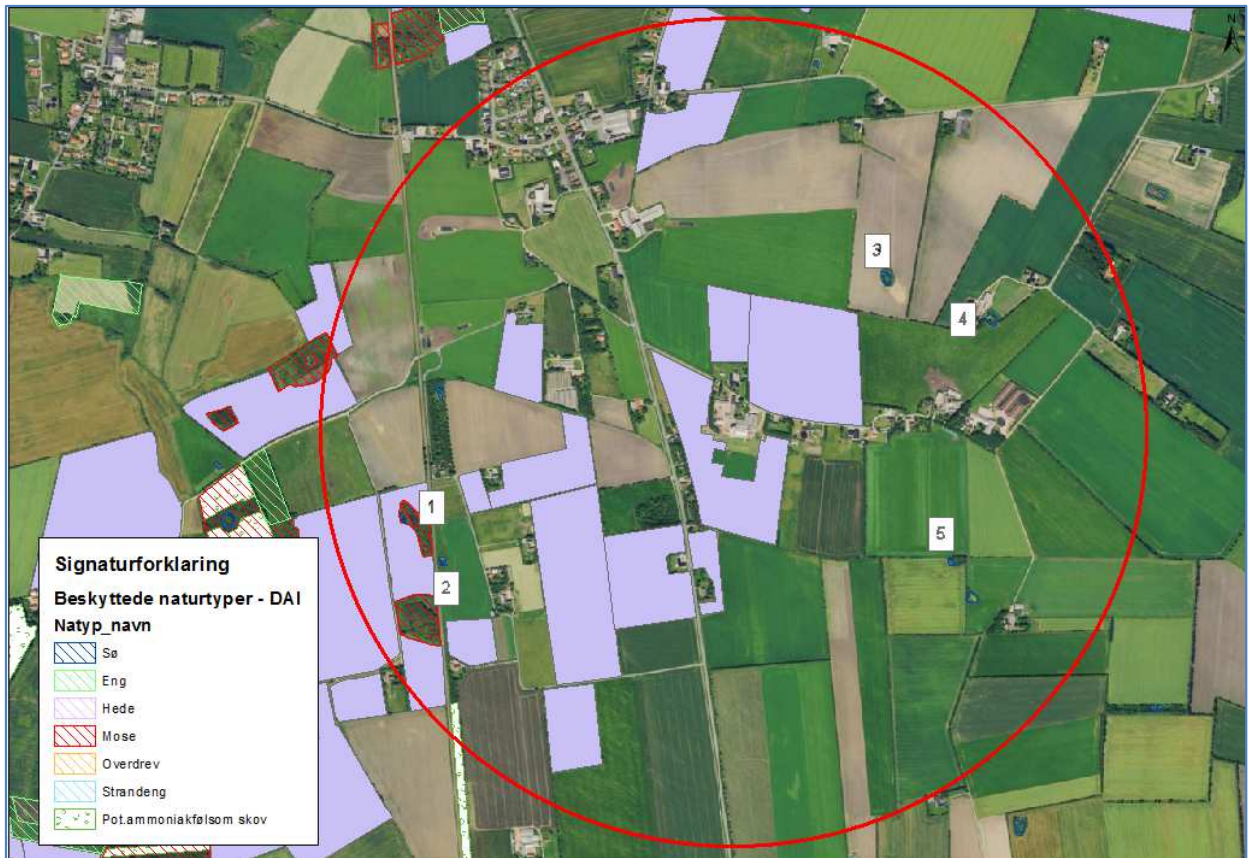 N
3
4
1
5
2
Signaturforklaring
Beskyttede naturtyper - DAI
Natyp_navn
Sø
Eng
Hede
Mose
Overdrev
Strandeng
Pot.ammoniakfølsom skov